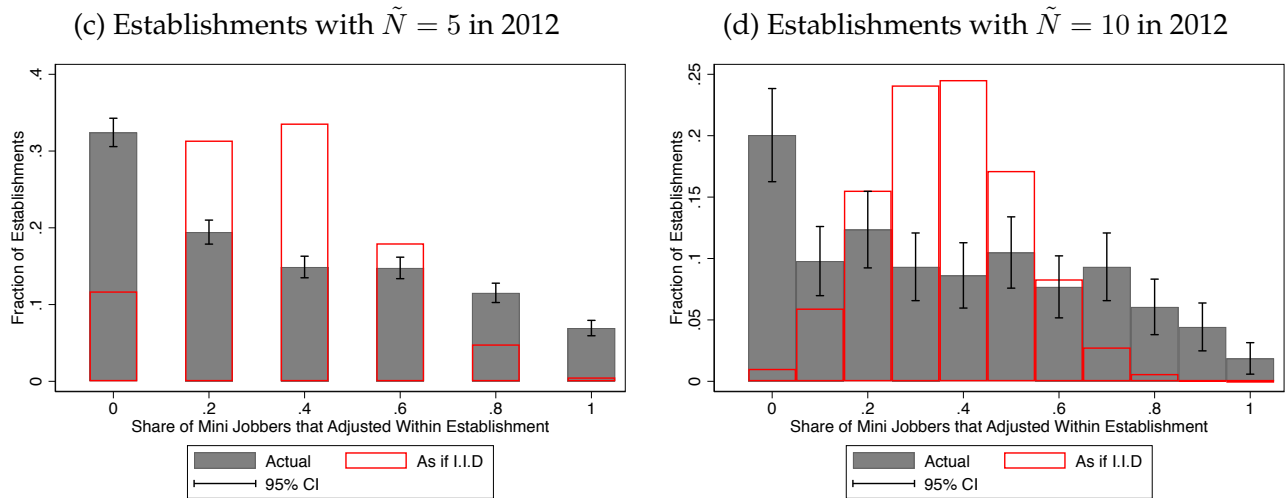 (c) Establishments with Ñ = 5 in 2012
Fraction of Establishments
.4
.3
.2
.1
0
0 .2 .4 .6 .8 1
Share of Mini Jobbers that Adjusted Within Establishment
Actual As if I.I.D
95% CI
(d) Establishments with Ñ = 10 in 2012
Fraction of Establishments
.25
.2
.15
.1
.05
0
0 .2 .4 .6 .8 1
Share of Mini Jobbers that Adjusted Within Establishment
Actual As if I.I.D
95% CI